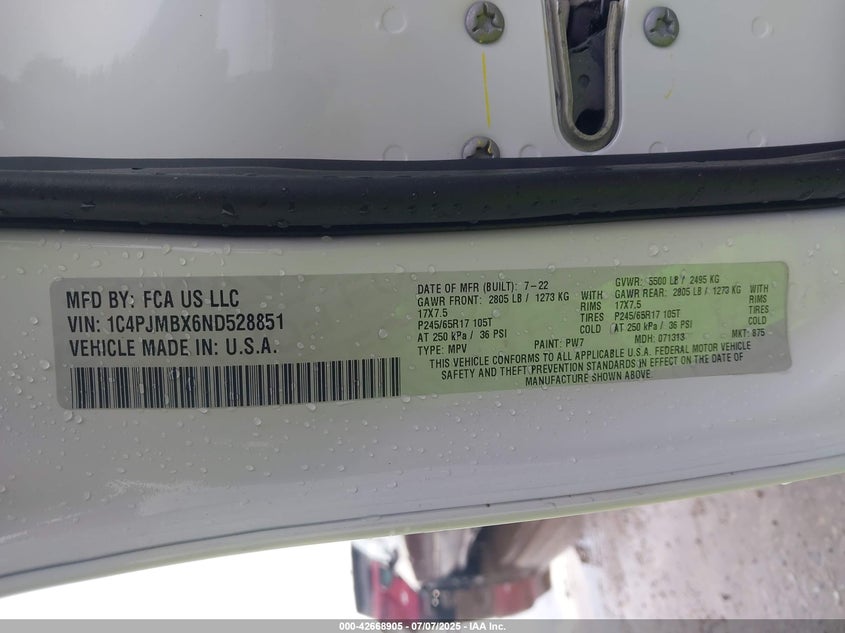 MFD BY: FCA US LLC
VIN: 1C4PJMBX6ND528851
VEHICLE MADE IN: U.S.A.
DATE OF MFR (BUILT): 7-22
GAWR FRONT: 2805 LB / 1273 KG WITH
17X7.5 RIMS
P245/65R17 105T TIRES
AT 250 kPa / 36 PSI COLD
TYPE: MPV
PAINT: PW7
GVWR: 5500 LB / 2495 KG
GAWR REAR: 2805 LB / 1273 KG WITH
17X7.5 RIMS
P245/65R17 105T TIRES
AT 250 kPa / 36 PSI COLD
MDH: 071313
MKT: 875
THIS VEHICLE CONFORMS TO ALL APPLICABLE U.S.A. FEDERAL MOTOR VEHICLE
SAFETY AND THEFT PREVENTION STANDARDS IN EFFECT ON THE DATE OF
MANUFACTURE SHOWN ABOVE.
000-42668905 - 07/07/2025 - IAA Inc.